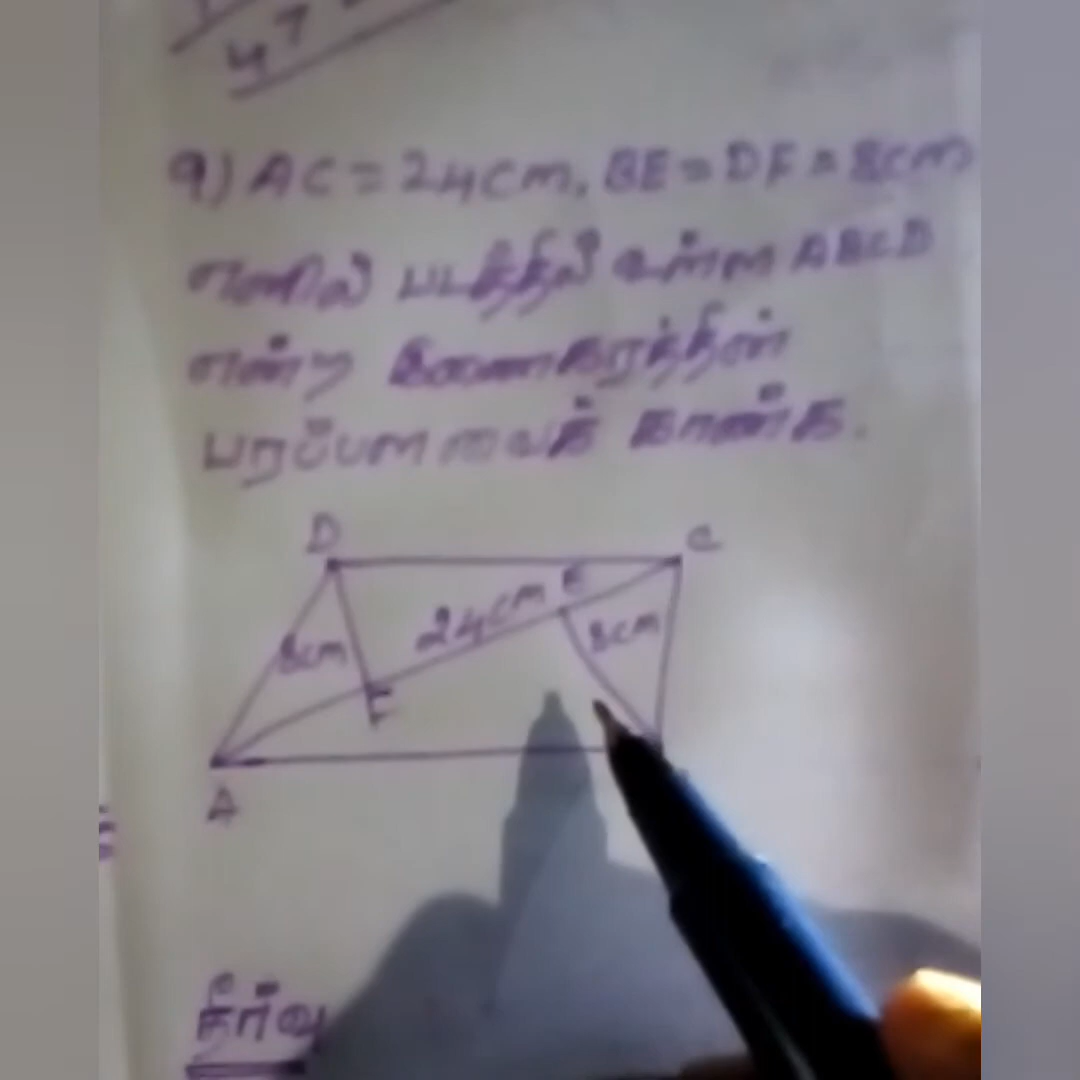 9) AC = 24cm, BE = DF = 8cm
எனில் படத்தில் உள்ள ABCD
என்ற இணைகரத்தின்
பரப்பளவைக் காண்க.
D
C
24cm
E
8cm
8cm
F
A
தீர்வு